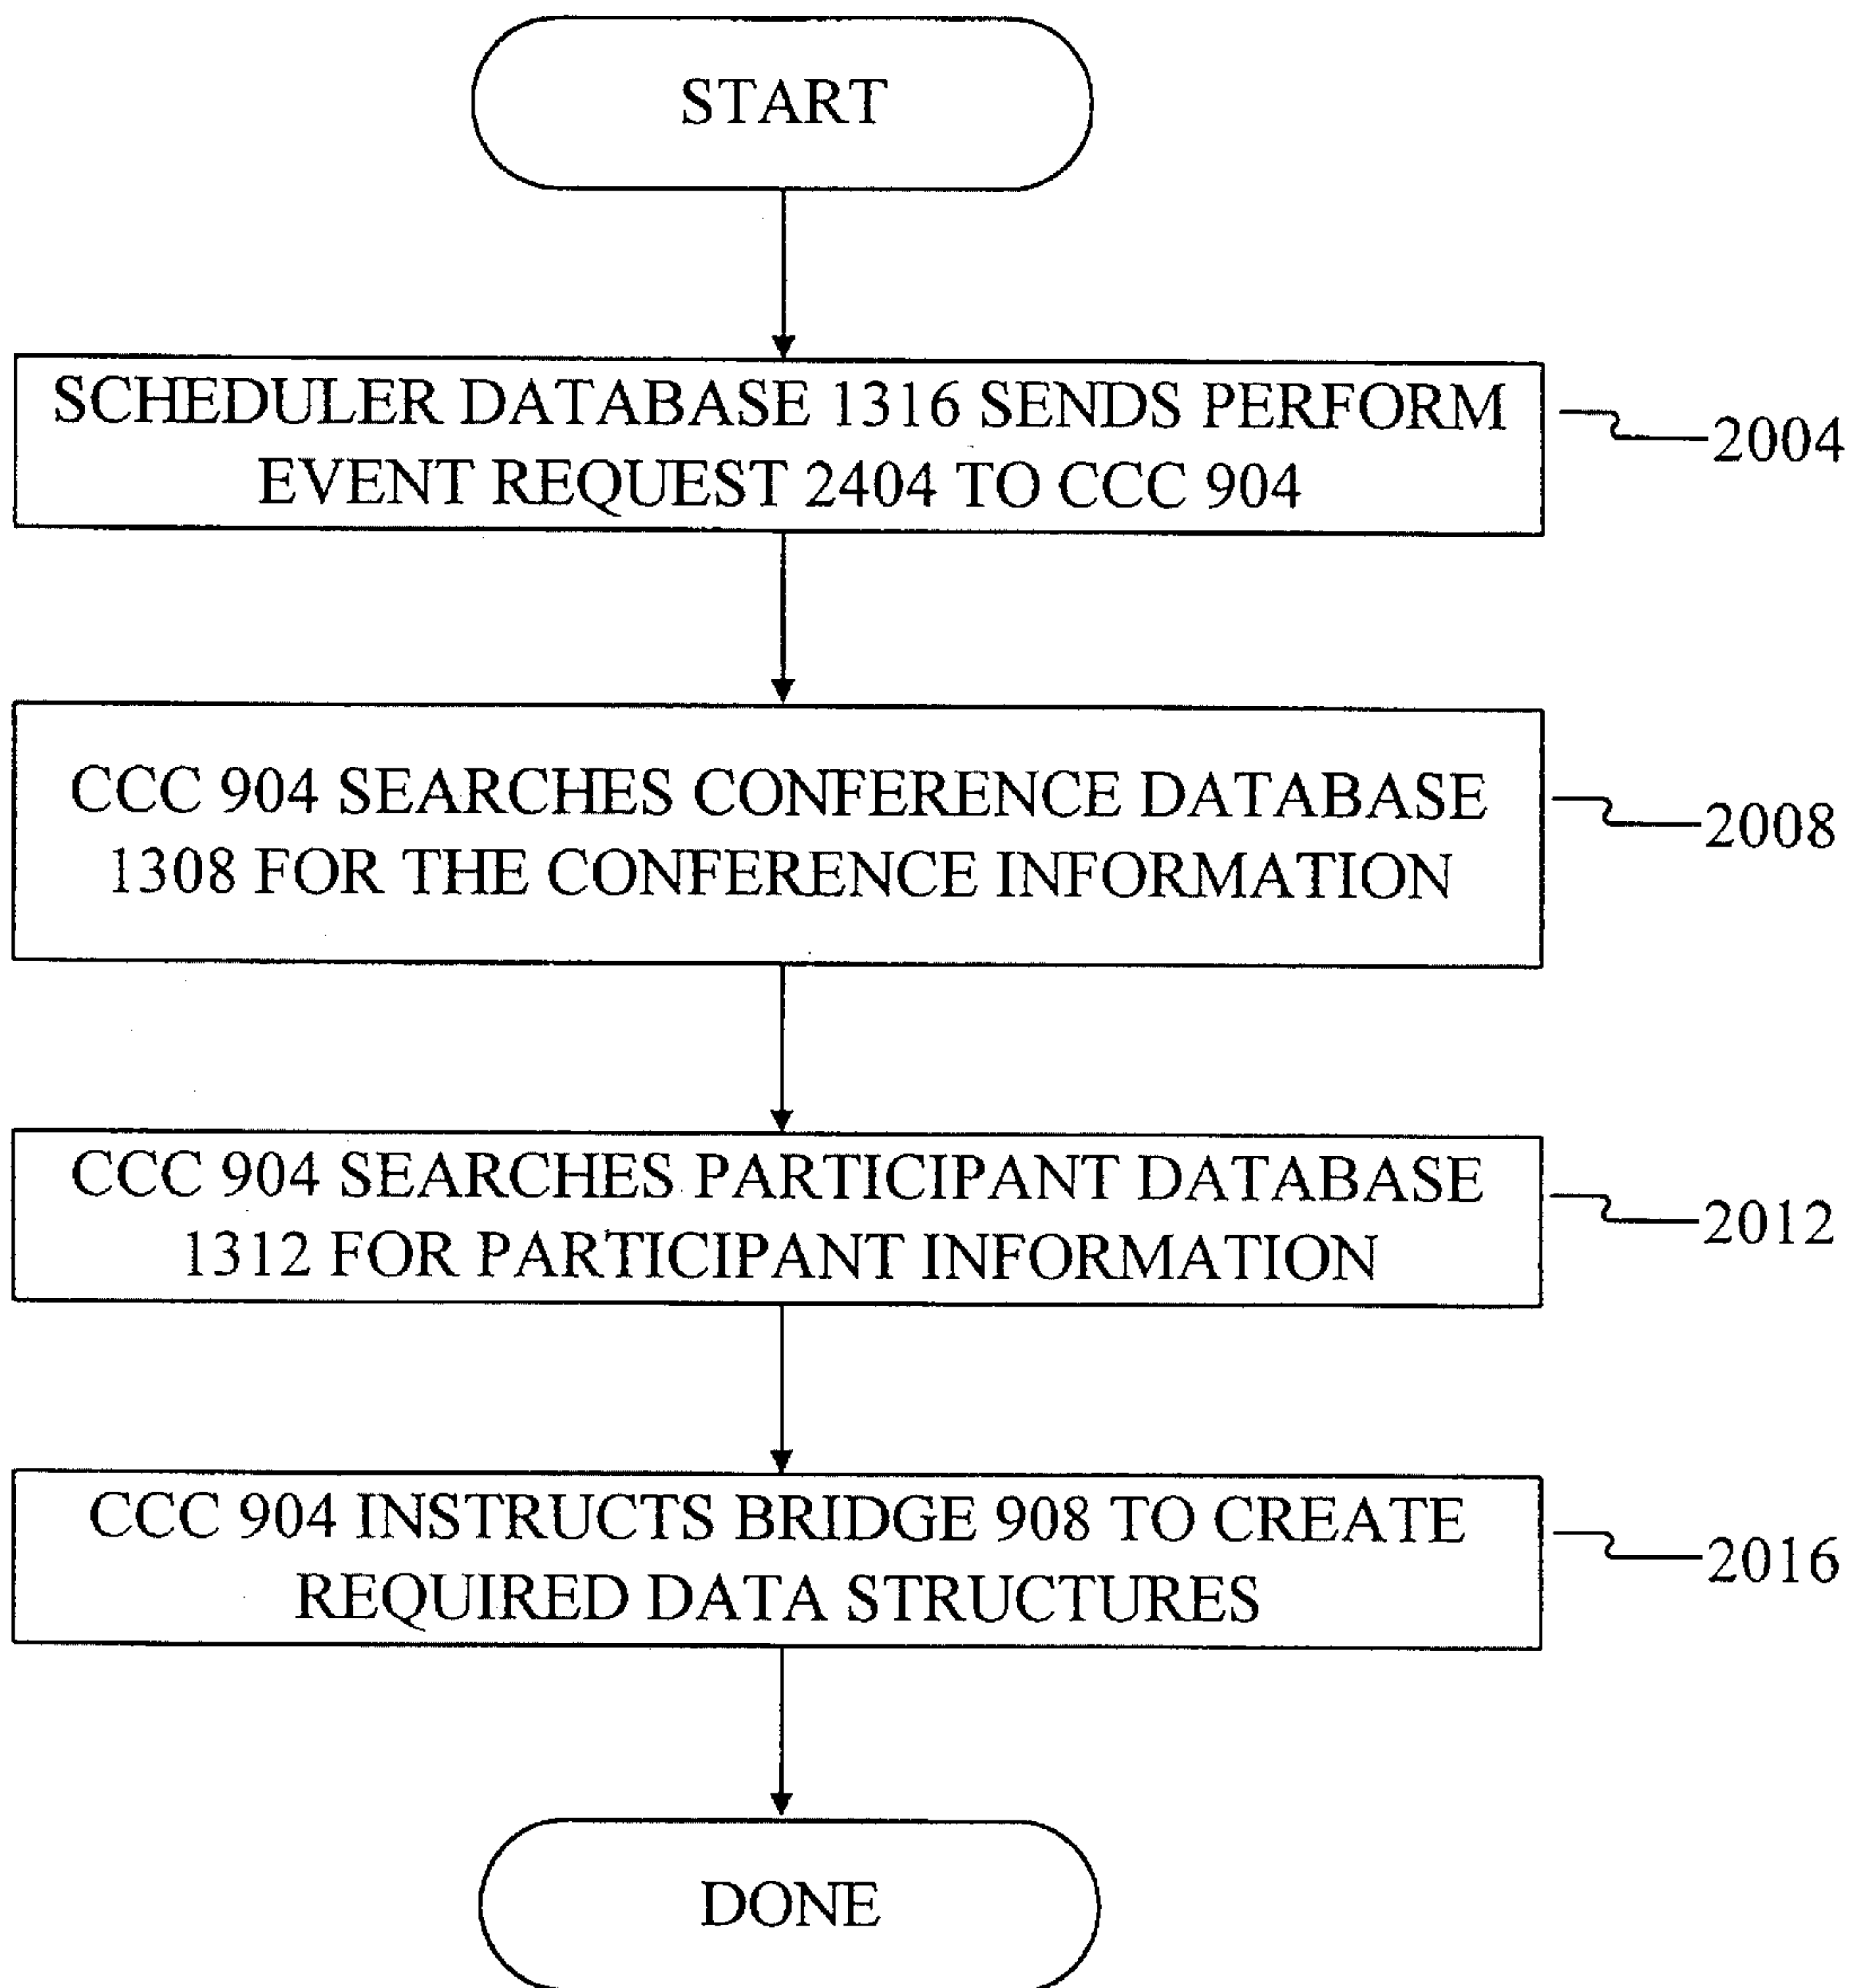 START
SCHEDULER DATABASE 1316 SENDS PERFORM
EVENT REQUEST 2404 TO CCC 904
2004
CCC 904 SEARCHES CONFERENCE DATABASE
1308 FOR THE CONFERENCE INFORMATION
2008
CCC 904 SEARCHES PARTICIPANT DATABASE
1312 FOR PARTICIPANT INFORMATION
2012
CCC 904 INSTRUCTS BRIDGE 908 TO CREATE
REQUIRED DATA STRUCTURES
2016
DONE